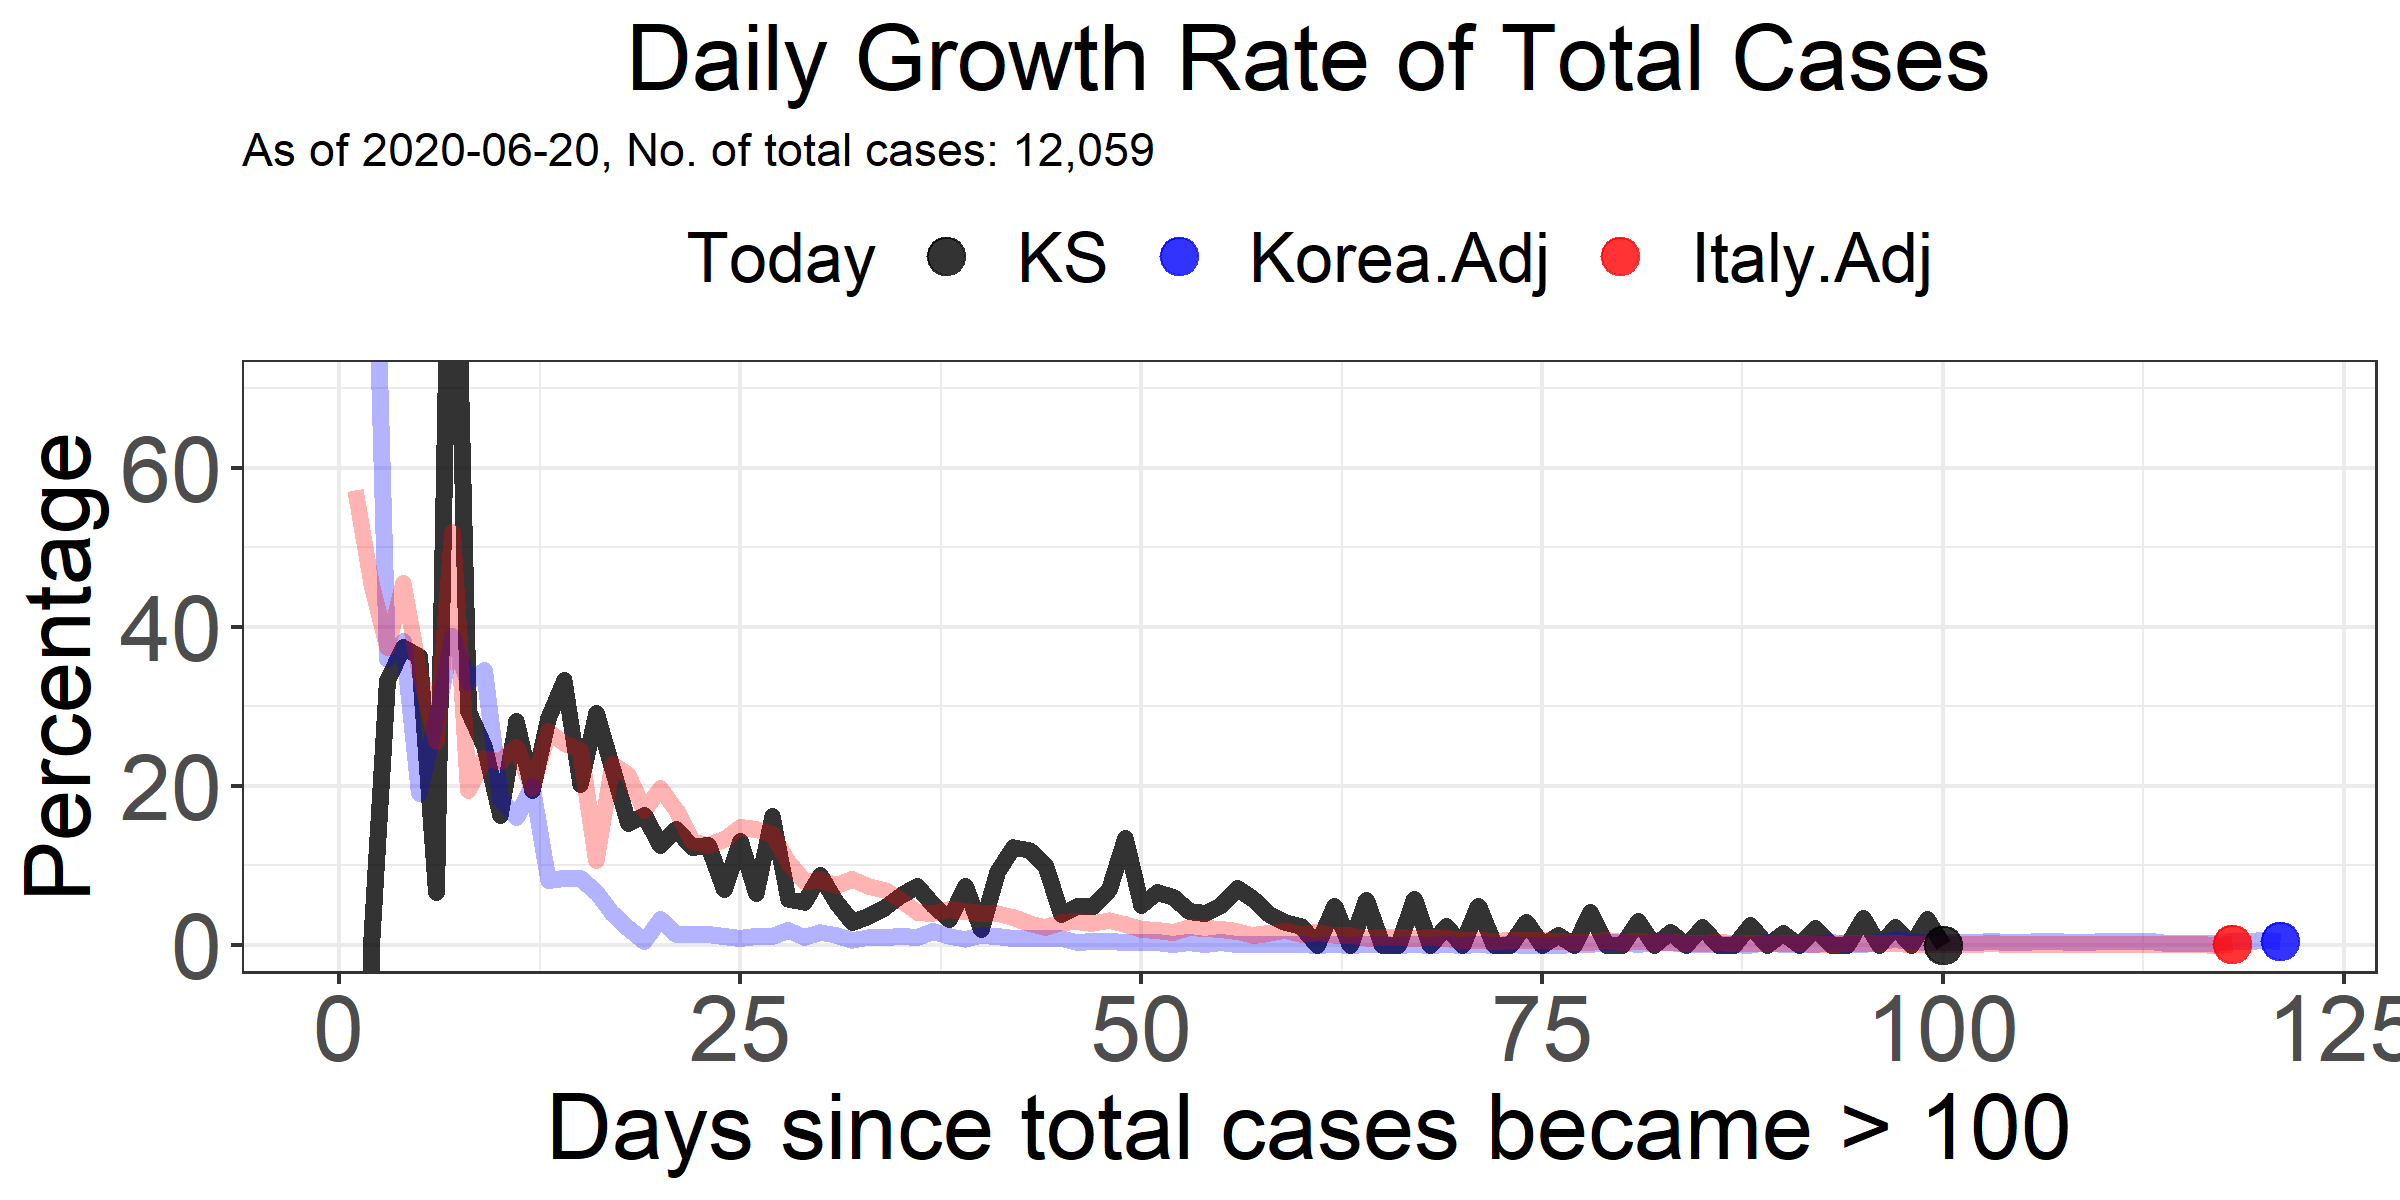 Daily Growth Rate of Total Cases
As of 2020-06-20, No. of total cases: 12,059
Today KS Korea.Adj Italy.Adj
Percentage
60
40
20
0
0 25 50 75 100 125
Days since total cases became > 100